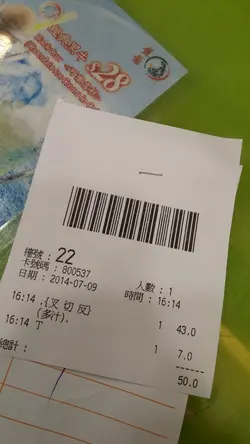 $28
檯號：22
卡號碼：800537
日期：2014-07-09
人數：1
時間：16:14
16:14 .(叉 切 反) 1 43.0
(多汁).
16:14 T 1 7.0
------
總計： 50.0